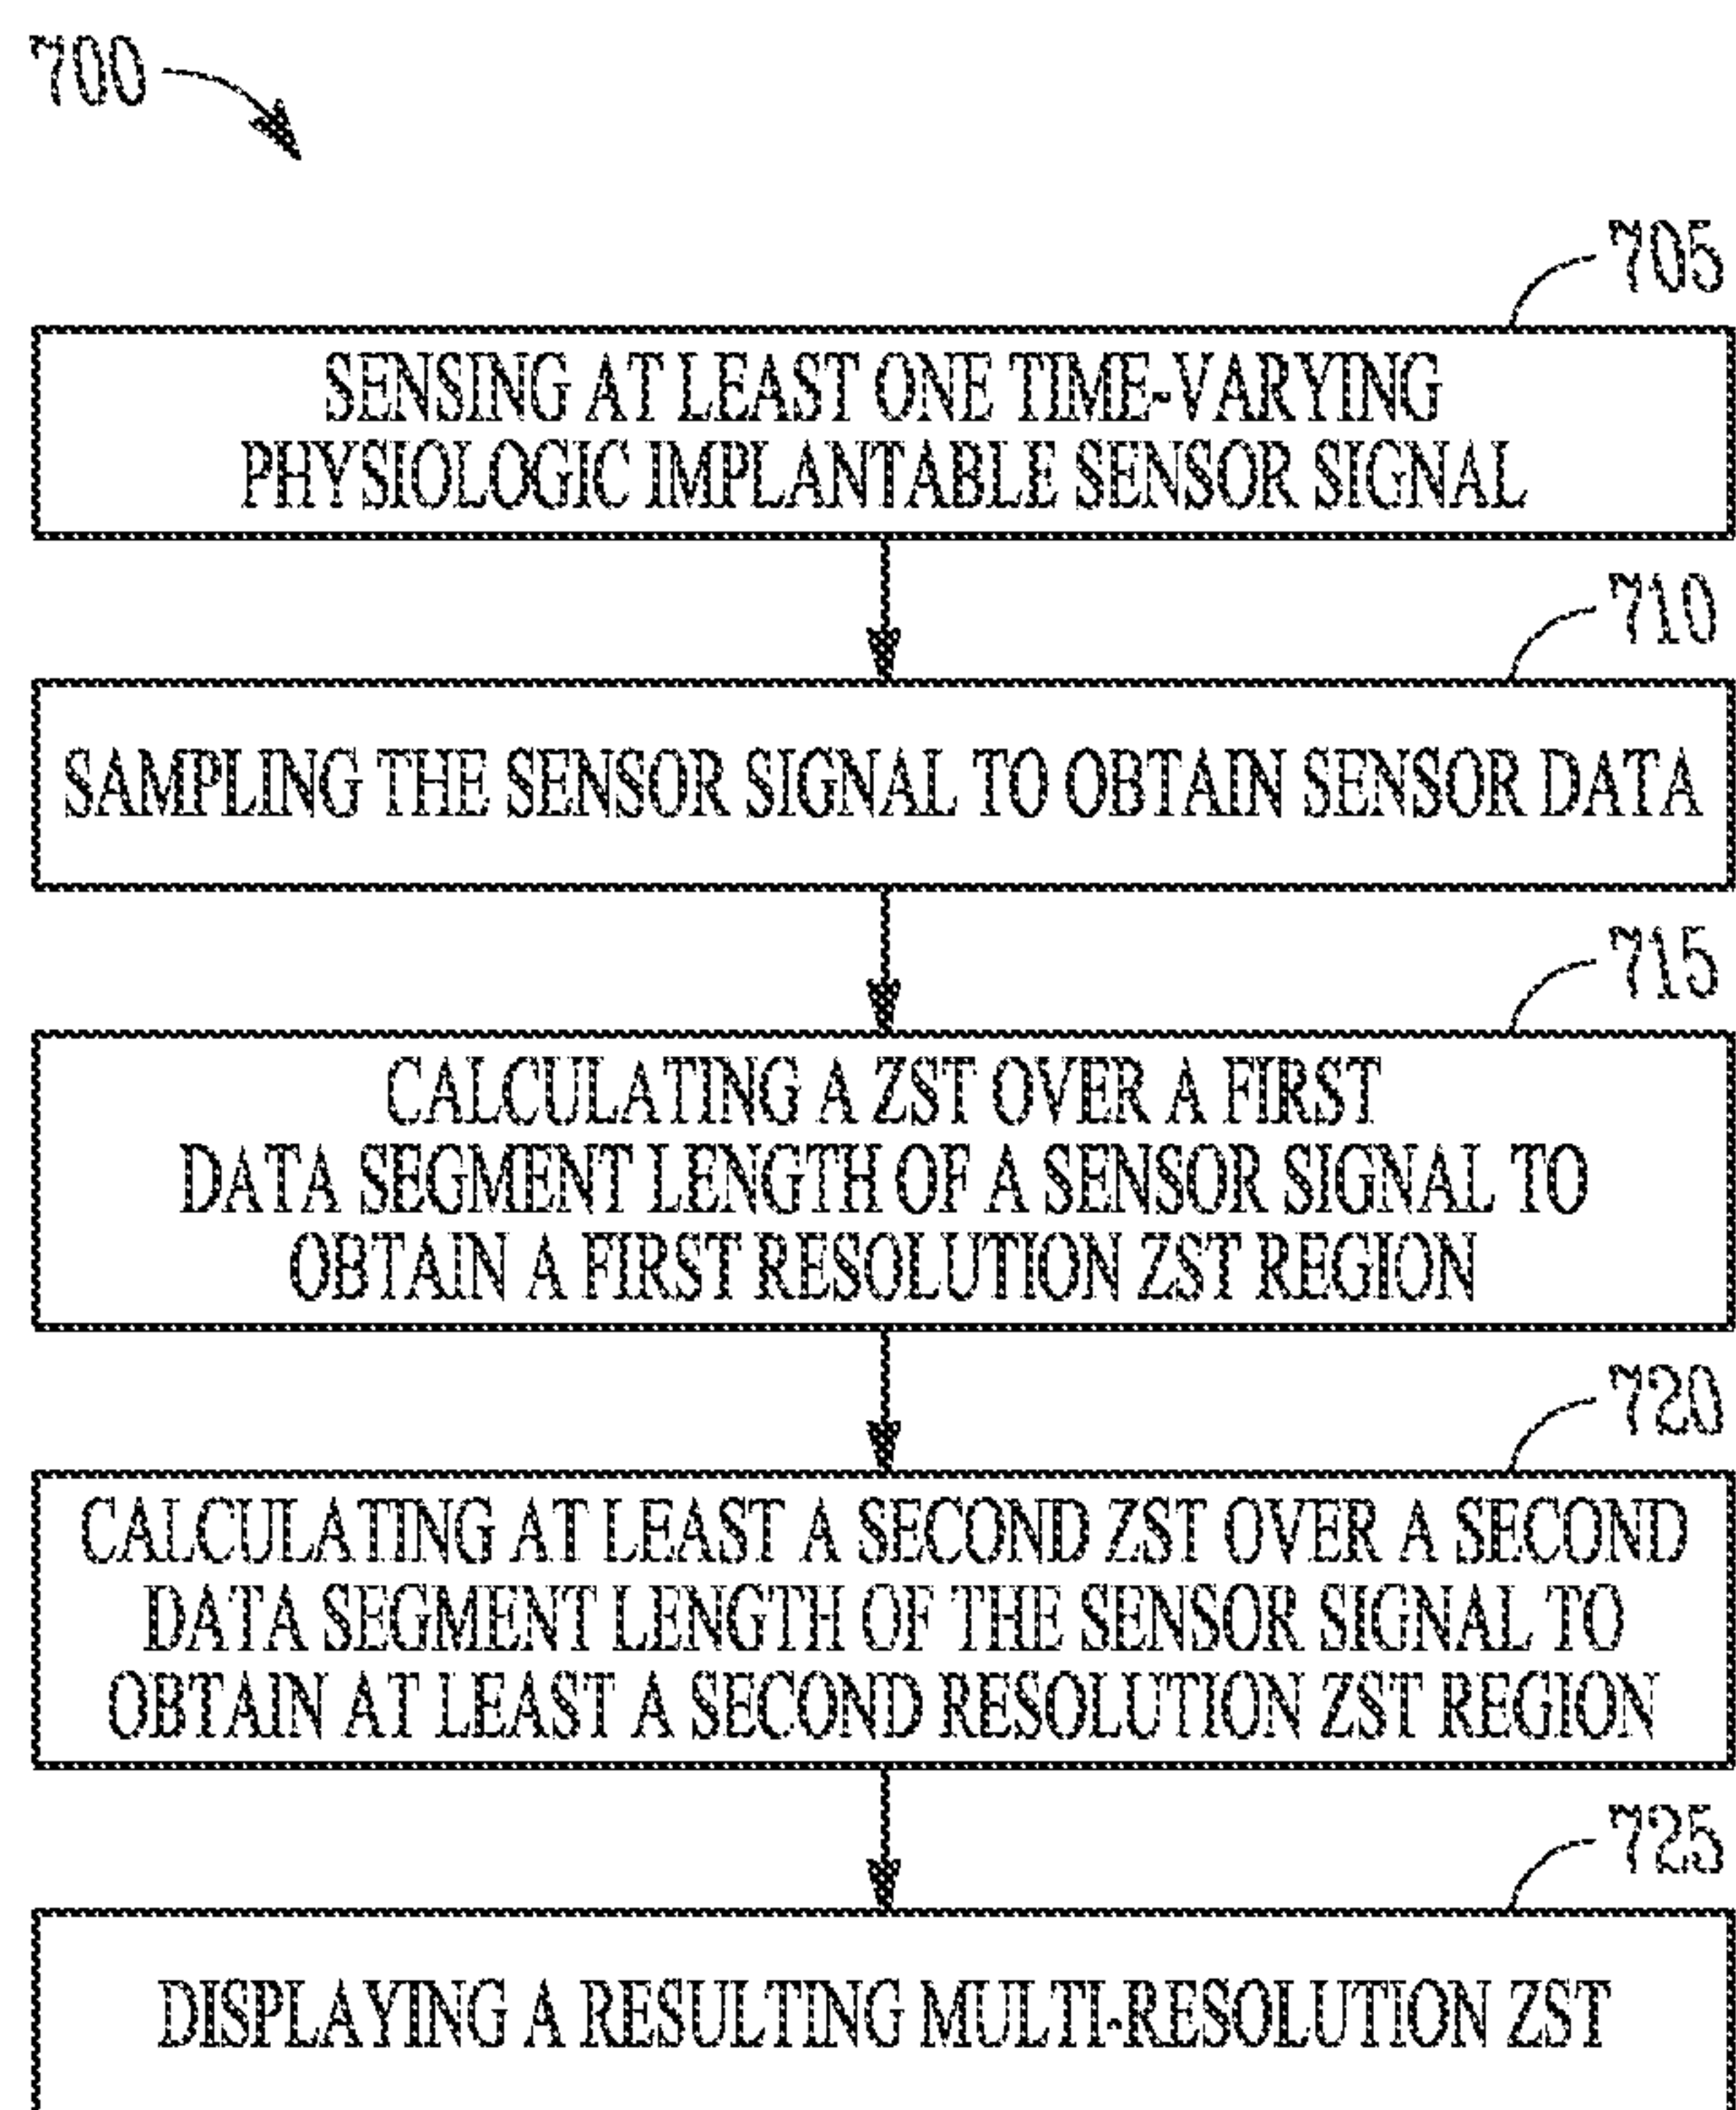 700
705
SENSING AT LEAST ONE TIME-VARYING
PHYSIOLOGIC IMPLANTABLE SENSOR SIGNAL
710
SAMPLING THE SENSOR SIGNAL TO OBTAIN SENSOR DATA
715
CALCULATING A ZST OVER A FIRST
DATA SEGMENT LENGTH OF A SENSOR SIGNAL TO
OBTAIN A FIRST RESOLUTION ZST REGION
720
CALCULATING AT LEAST A SECOND ZST OVER A SECOND
DATA SEGMENT LENGTH OF THE SENSOR SIGNAL TO
OBTAIN AT LEAST A SECOND RESOLUTION ZST REGION
725
DISPLAYING A RESULTING MULTI-RESOLUTION ZST